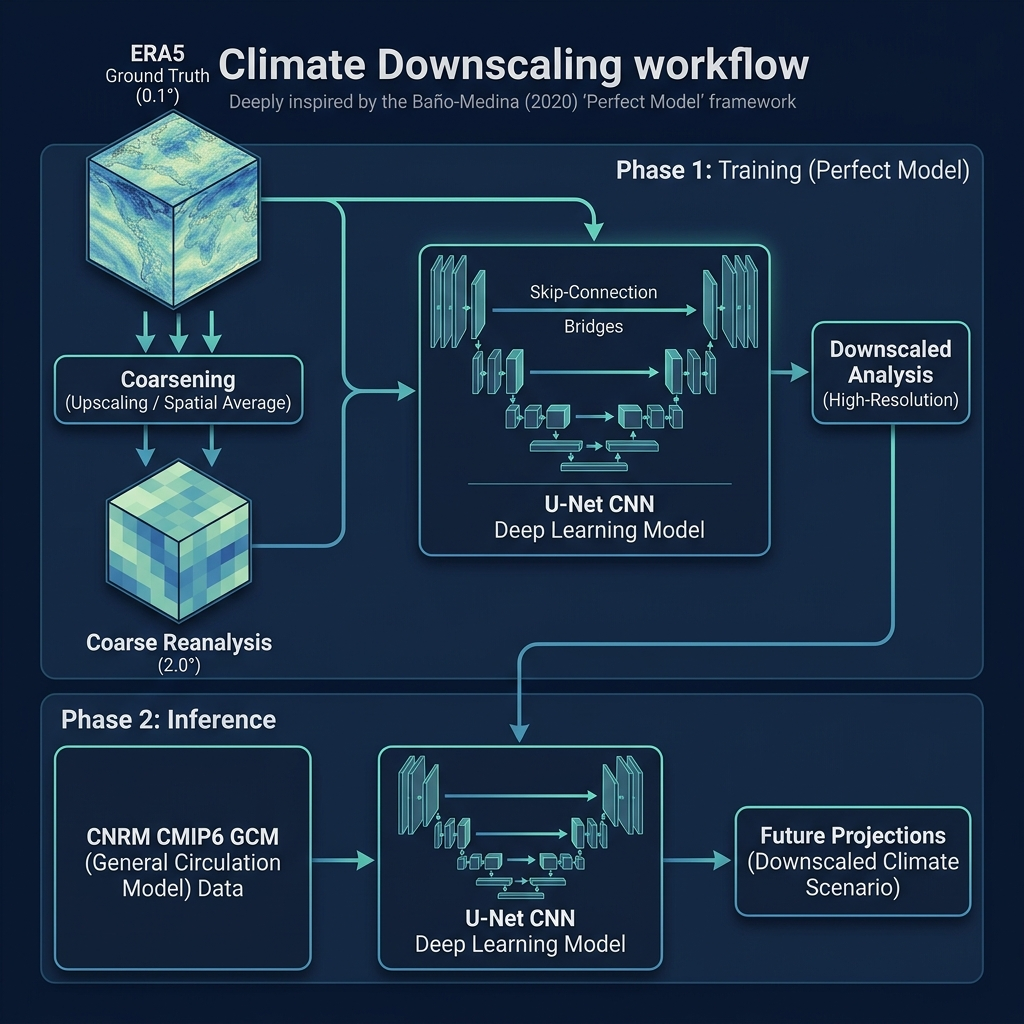 ERA5
Ground Truth
(0.1°)
Climate Downscaling workflow
Deeply inspired by the Baño-Medina (2020) ‘Perfect Model’ framework
Phase 1: Training (Perfect Model)
Skip-Connection
Bridges
Coarsening
(Upscaling / Spatial Average)
Downscaled
Analysis
(High-Resolution)
U-Net CNN
Deep Learning Model
Coarse Reanalysis
(2.0°)
Phase 2: Inference
CNRM CMIP6 GCM
(General Circulation
Model) Data
U-Net CNN
Deep Learning Model
Future Projections
(Downscaled Climate
Scenario)